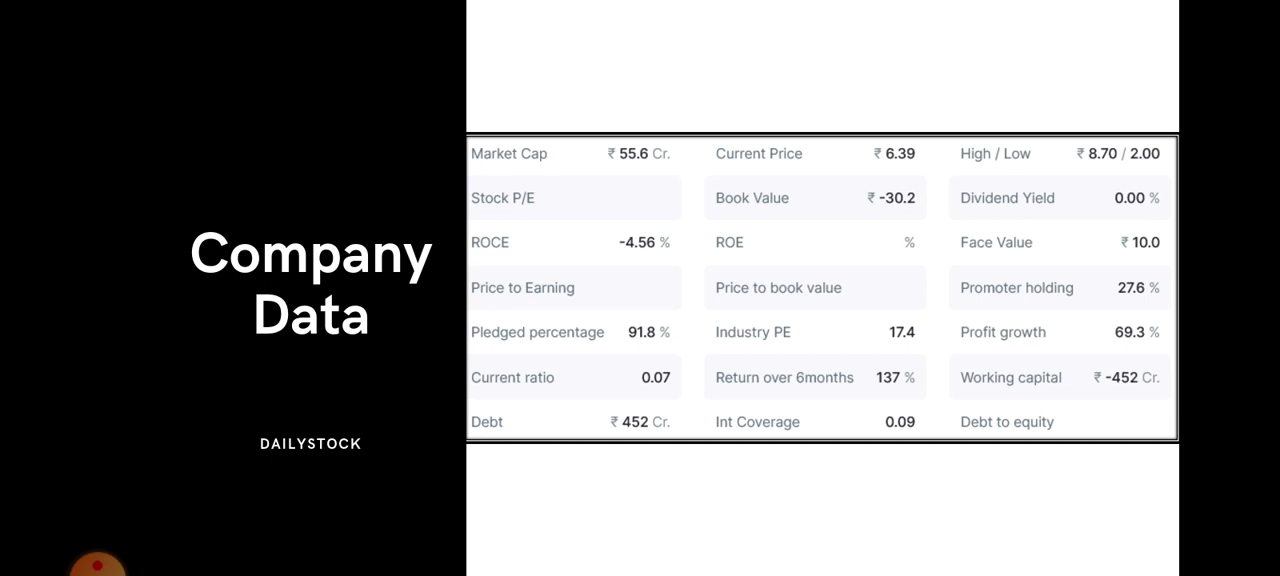 Company
Data
DAILYSTOCK
Market Cap ₹ 55.6 Cr. Current Price ₹ 6.39 High / Low ₹ 8.70 / 2.00
Stock P/E Book Value ₹ -30.2 Dividend Yield 0.00 %
ROCE -4.56 % ROE % Face Value ₹ 10.0
Price to Earning Price to book value Promoter holding 27.6 %
Pledged percentage 91.8 % Industry PE 17.4 Profit growth 69.3 %
Current ratio 0.07 Return over 6months 137 % Working capital ₹ -452 Cr.
Debt ₹ 452 Cr. Int Coverage 0.09 Debt to equity